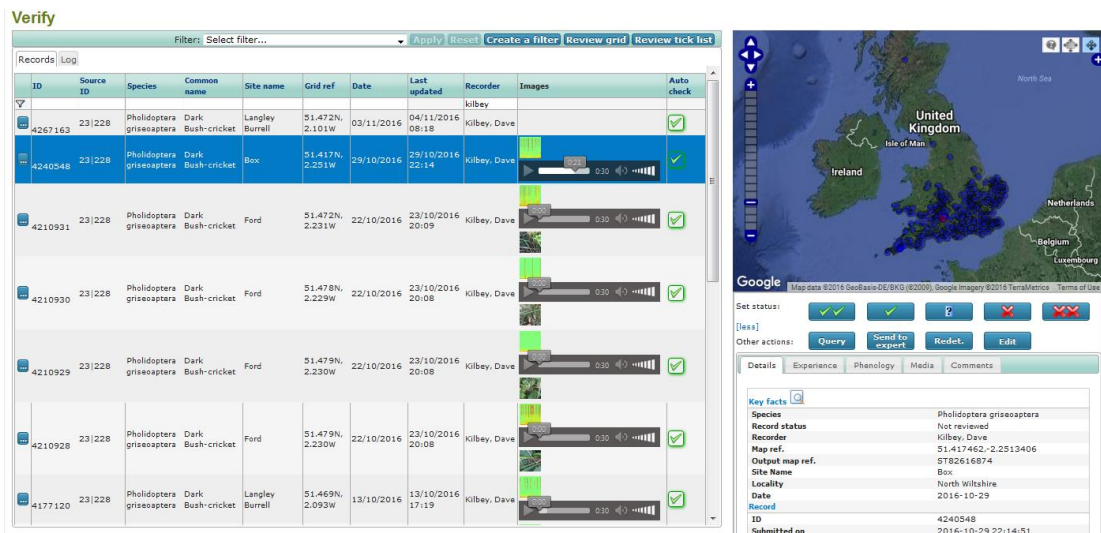 Verify
Filter: Select filter... Apply Reset Create a filter Review grid Review tick list
Records Log
ID Source ID Species Common name Site name Grid ref Date Last updated Recorder Images Auto check
kilbey
4267163 23|228 Pholidoptera griseoaptera Dark Bush-cricket Langley Burrell 51.472N, 2.101W 03/11/2016 04/11/2016 08:18 Kilbey, Dave
4240548 23|228 Pholidoptera griseoaptera Dark Bush-cricket Box 51.417N, 2.251W 29/10/2016 29/10/2016 22:14 Kilbey, Dave 0:21 0:30
4210931 23|228 Pholidoptera griseoaptera Dark Bush-cricket Ford 51.472N, 2.231W 22/10/2016 23/10/2016 20:09 Kilbey, Dave 0:00 0:30
4210930 23|228 Pholidoptera griseoaptera Dark Bush-cricket Ford 51.478N, 2.229W 22/10/2016 23/10/2016 20:08 Kilbey, Dave 0:00 0:30
4210929 23|228 Pholidoptera griseoaptera Dark Bush-cricket Ford 51.479N, 2.230W 22/10/2016 23/10/2016 20:08 Kilbey, Dave 0:00 0:30
4210928 23|228 Pholidoptera griseoaptera Dark Bush-cricket Ford 51.479N, 2.230W 22/10/2016 23/10/2016 20:08 Kilbey, Dave 0:00 0:30
4177120 23|228 Pholidoptera griseoaptera Dark Bush-cricket Langley Burrell 51.469N, 2.093W 13/10/2016 13/10/2016 17:19 Kilbey, Dave 0:00 0:30
North Sea
United Kingdom
Isle of Man
Ireland
Netherlands
Belgium
Luxembourg
Google Map data ©2016 GeoBasis-DE/BKG (©2009), Google Imagery ©2016 TerraMetrics Terms of Use
Set status: ?
[less]
Other actions: Query Send to expert Redet. Edit
Details Experience Phenology Media Comments
Key facts
Species Pholidoptera griseoaptera
Record status Not reviewed
Recorder Kilbey, Dave
Map ref. 51.417462,-2.2513406
Output map ref. ST82616874
Site Name Box
Locality North Wiltshire
Date 2016-10-29
Record
ID 4240548
Submitted on 2016-10-29 22:14:51